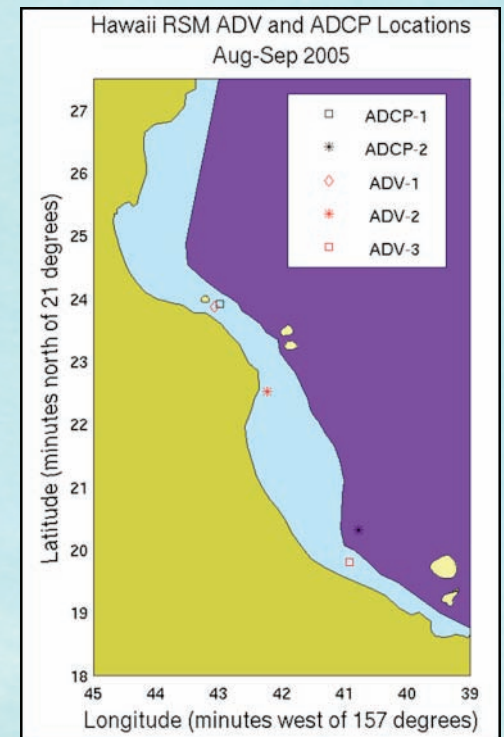 Hawaii RSM ADV and ADCP Locations
Aug-Sep 2005
ADCP-1
ADCP-2
ADV-1
ADV-2
ADV-3
Latitude (minutes north of 21 degrees)
27
26
25
24
23
22
21
20
19
18
45 44 43 42 41 40 39
Longitude (minutes west of 157 degrees)